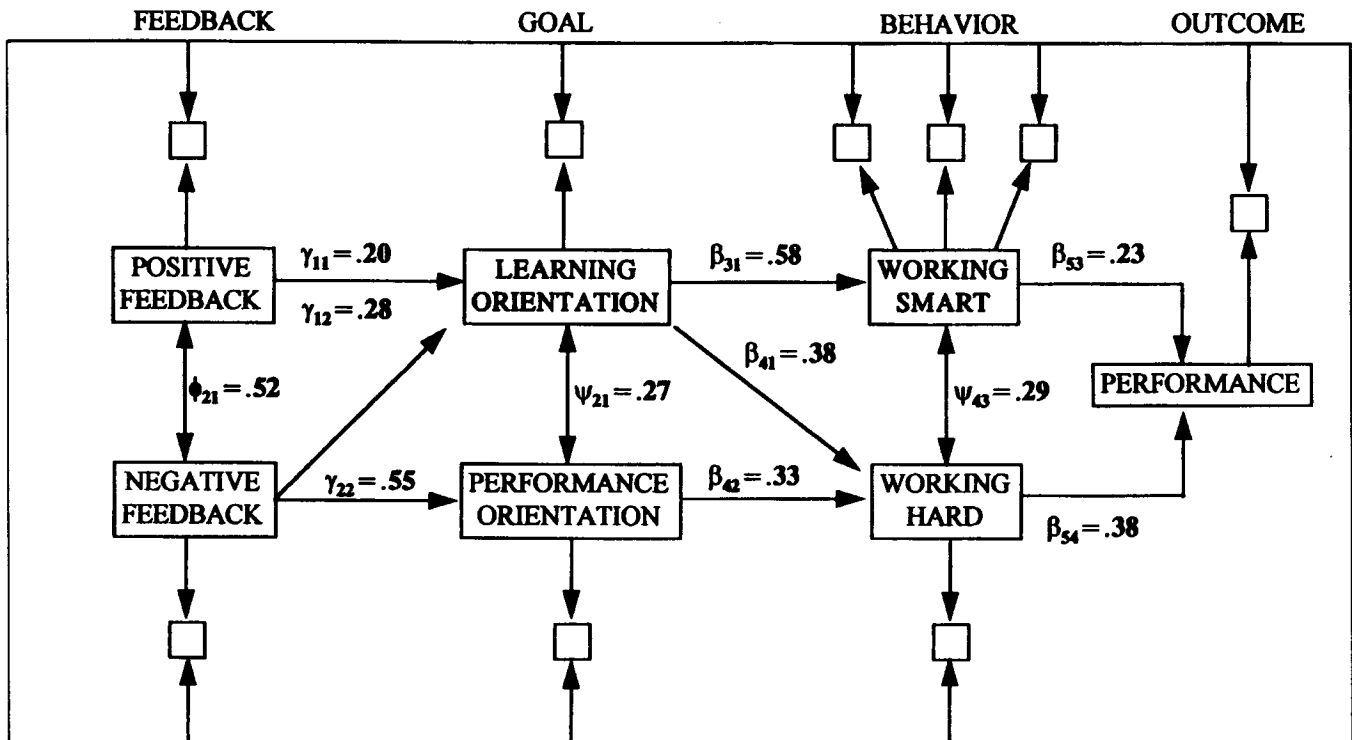 FEEDBACK
GOAL
BEHAVIOR
OUTCOME
POSITIVE
FEEDBACK
γ11 = .20
γ12 = .28
LEARNING
ORIENTATION
β31 = .58
WORKING
SMART
β53 = .23
β41 = .38
ϕ21 = .52
ψ21 = .27
ψ43 = .29
PERFORMANCE
NEGATIVE
FEEDBACK
γ22 = .55
PERFORMANCE
ORIENTATION
β42 = .33
WORKING
HARD
β54 = .38